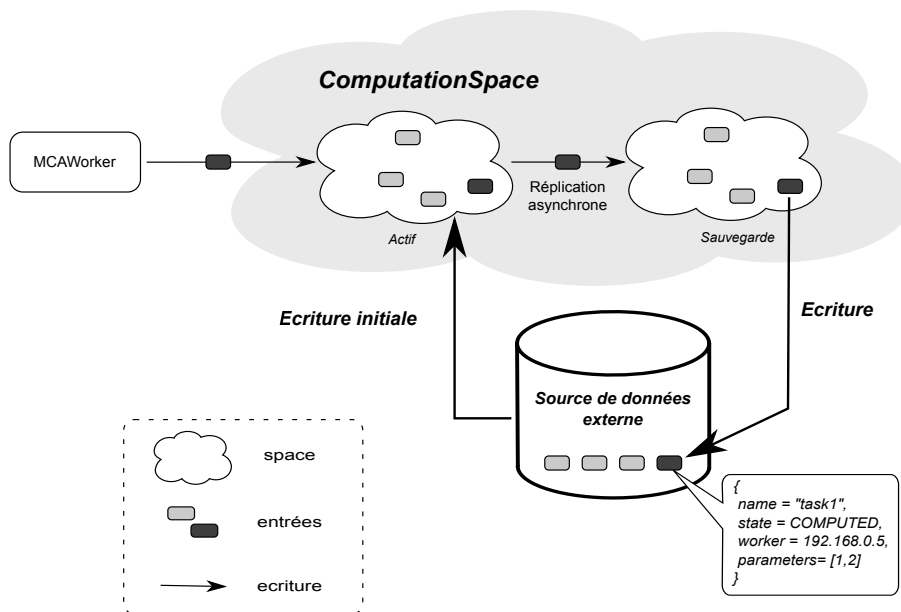 ComputationSpace
MCAWorker
Réplication
asynchrone
Actif
Sauvegarde
Ecriture initiale
Ecriture
Source de données
externe
space
entrées
ecriture
{
name = "task1",
state = COMPUTED,
worker = 192.168.0.5,
parameters= [1,2]
}